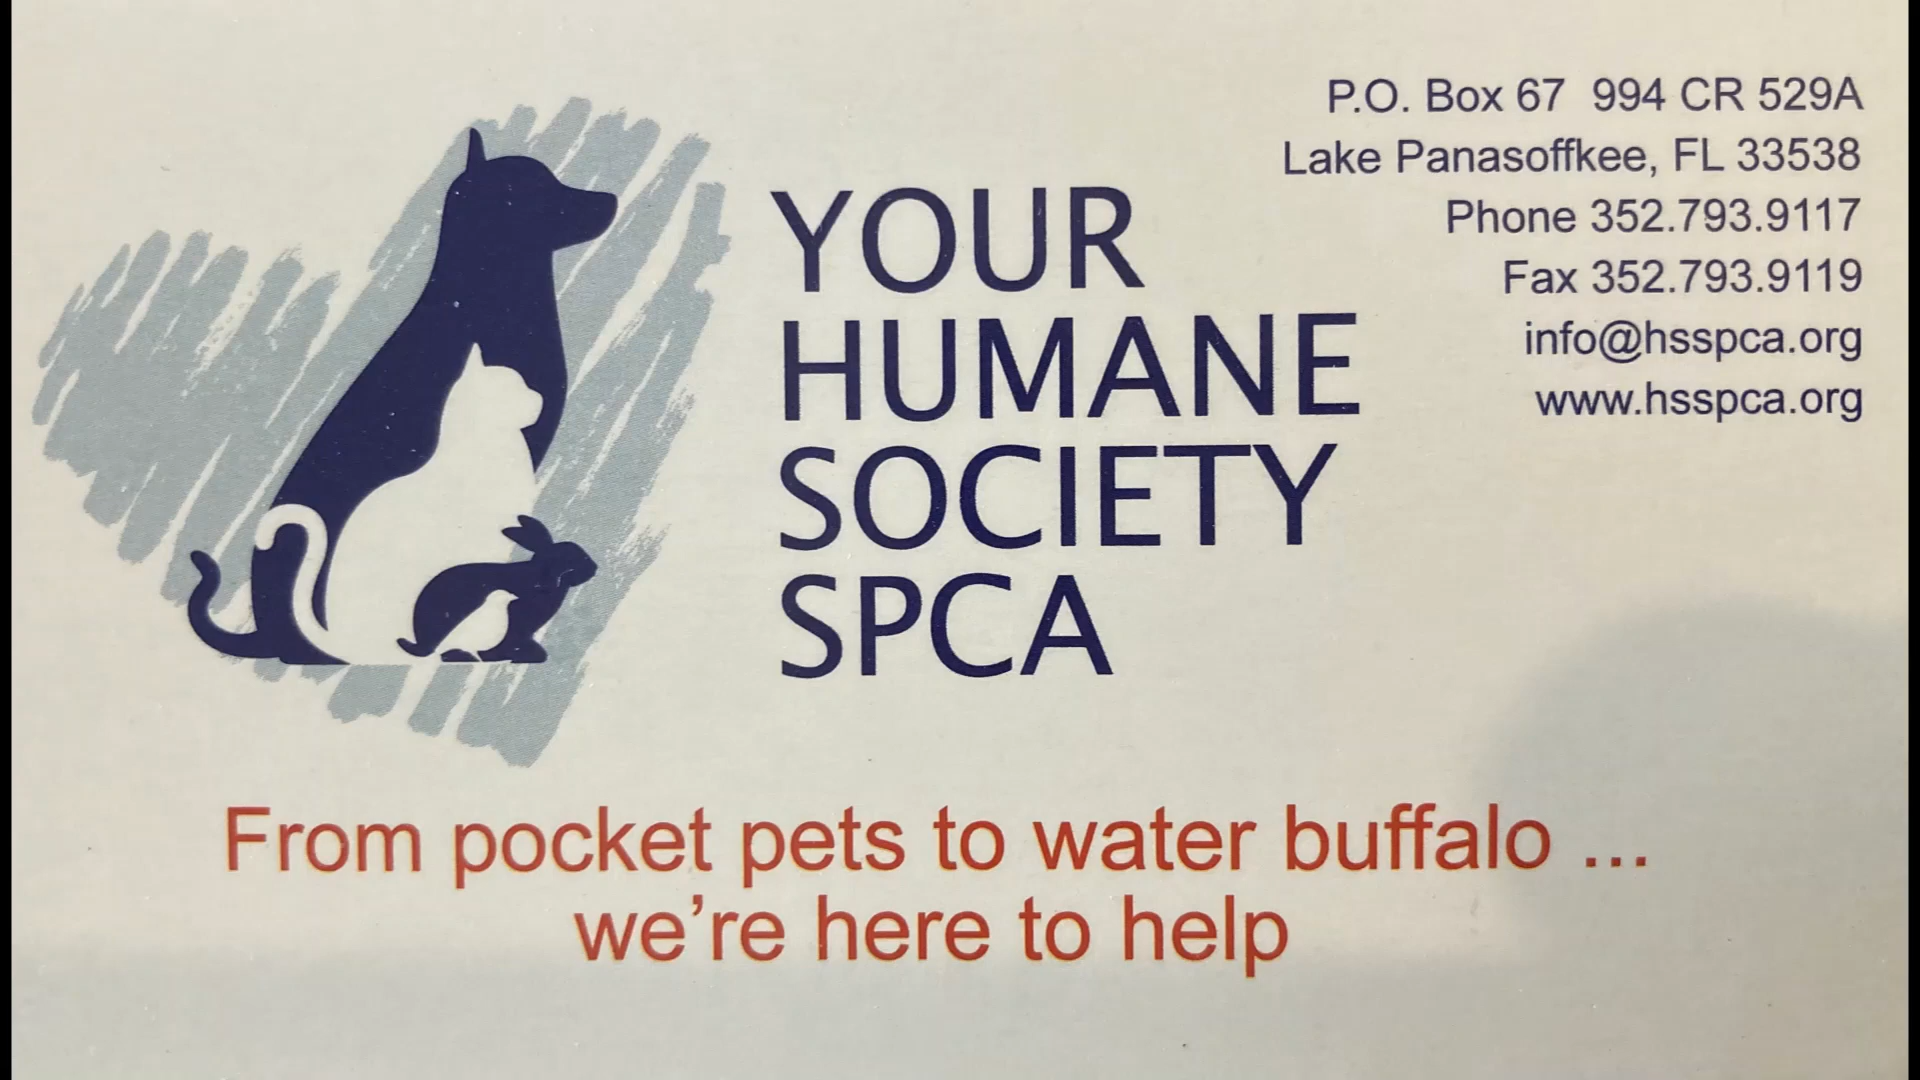 P.O. Box 67 994 CR 529A
Lake Panasoffkee, FL 33538
Phone 352.793.9117
Fax 352.793.9119
info@hsspca.org
www.hsspca.org
YOUR
HUMANE
SOCIETY
SPCA
From pocket pets to water buffalo ...
we're here to help